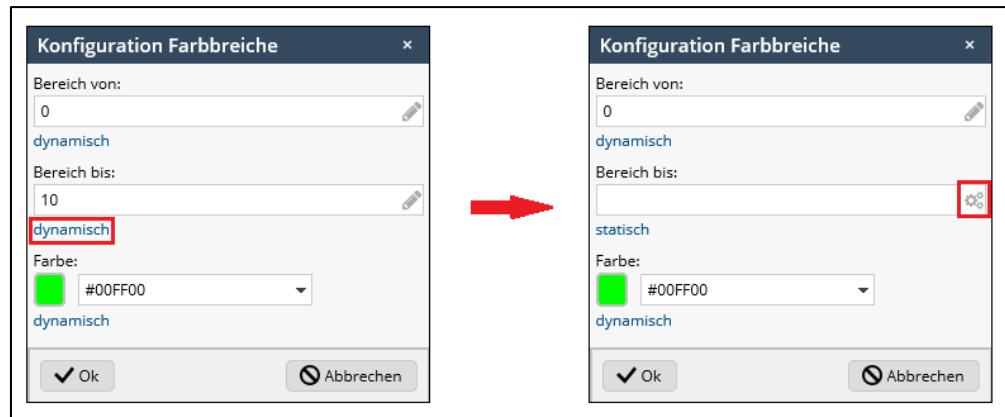 Konfiguration Farbbreiche ×
Bereich von:
0
dynamisch
Bereich bis:
10
dynamisch
Farbe:
#00FF00
dynamisch
Ok Abbrechen
Konfiguration Farbbreiche ×
Bereich von:
0
dynamisch
Bereich bis:
statisch
Farbe:
#00FF00
dynamisch
Ok Abbrechen